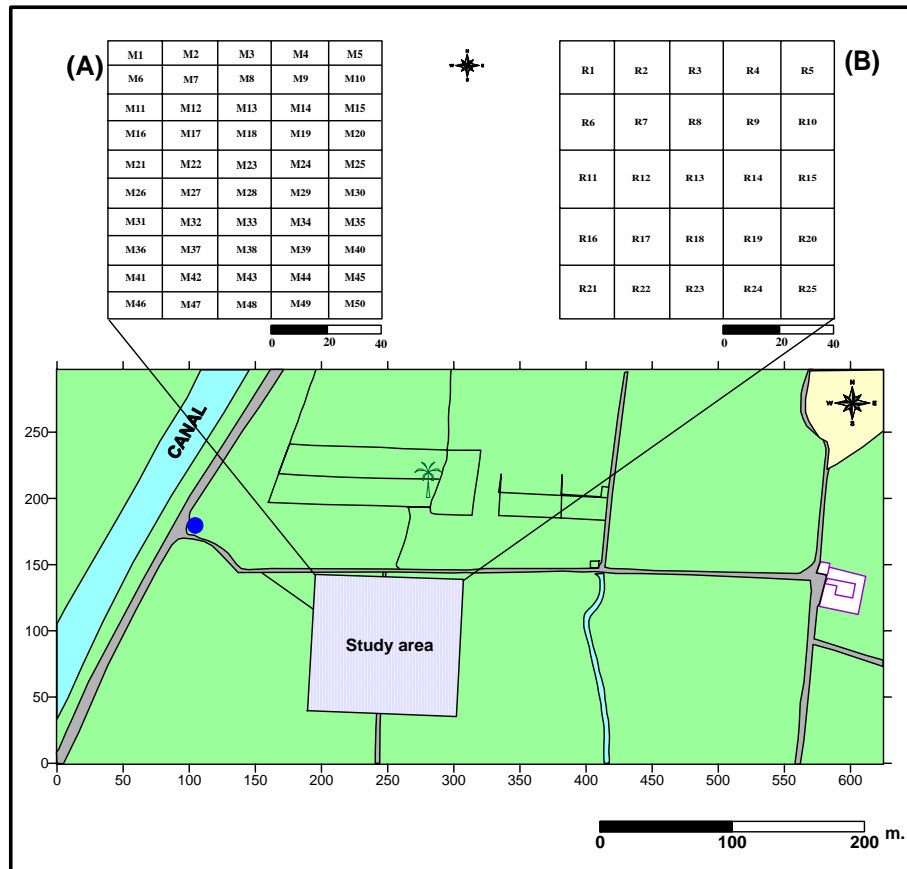 (A)
M1 M2 M3 M4 M5
M6 M7 M8 M9 M10
M11 M12 M13 M14 M15
M16 M17 M18 M19 M20
M21 M22 M23 M24 M25
M26 M27 M28 M29 M30
M31 M32 M33 M34 M35
M36 M37 M38 M39 M40
M41 M42 M43 M44 M45
M46 M47 M48 M49 M50
0 20 40
N
W E
S
(B)
R1 R2 R3 R4 R5
R6 R7 R8 R9 R10
R11 R12 R13 R14 R15
R16 R17 R18 R19 R20
R21 R22 R23 R24 R25
0 20 40
CANAL
N
W E
S
Study area
250
200
150
100
50
0
0 50 100 150 200 250 300 350 400 450 500 550 600
0 100 200 m.